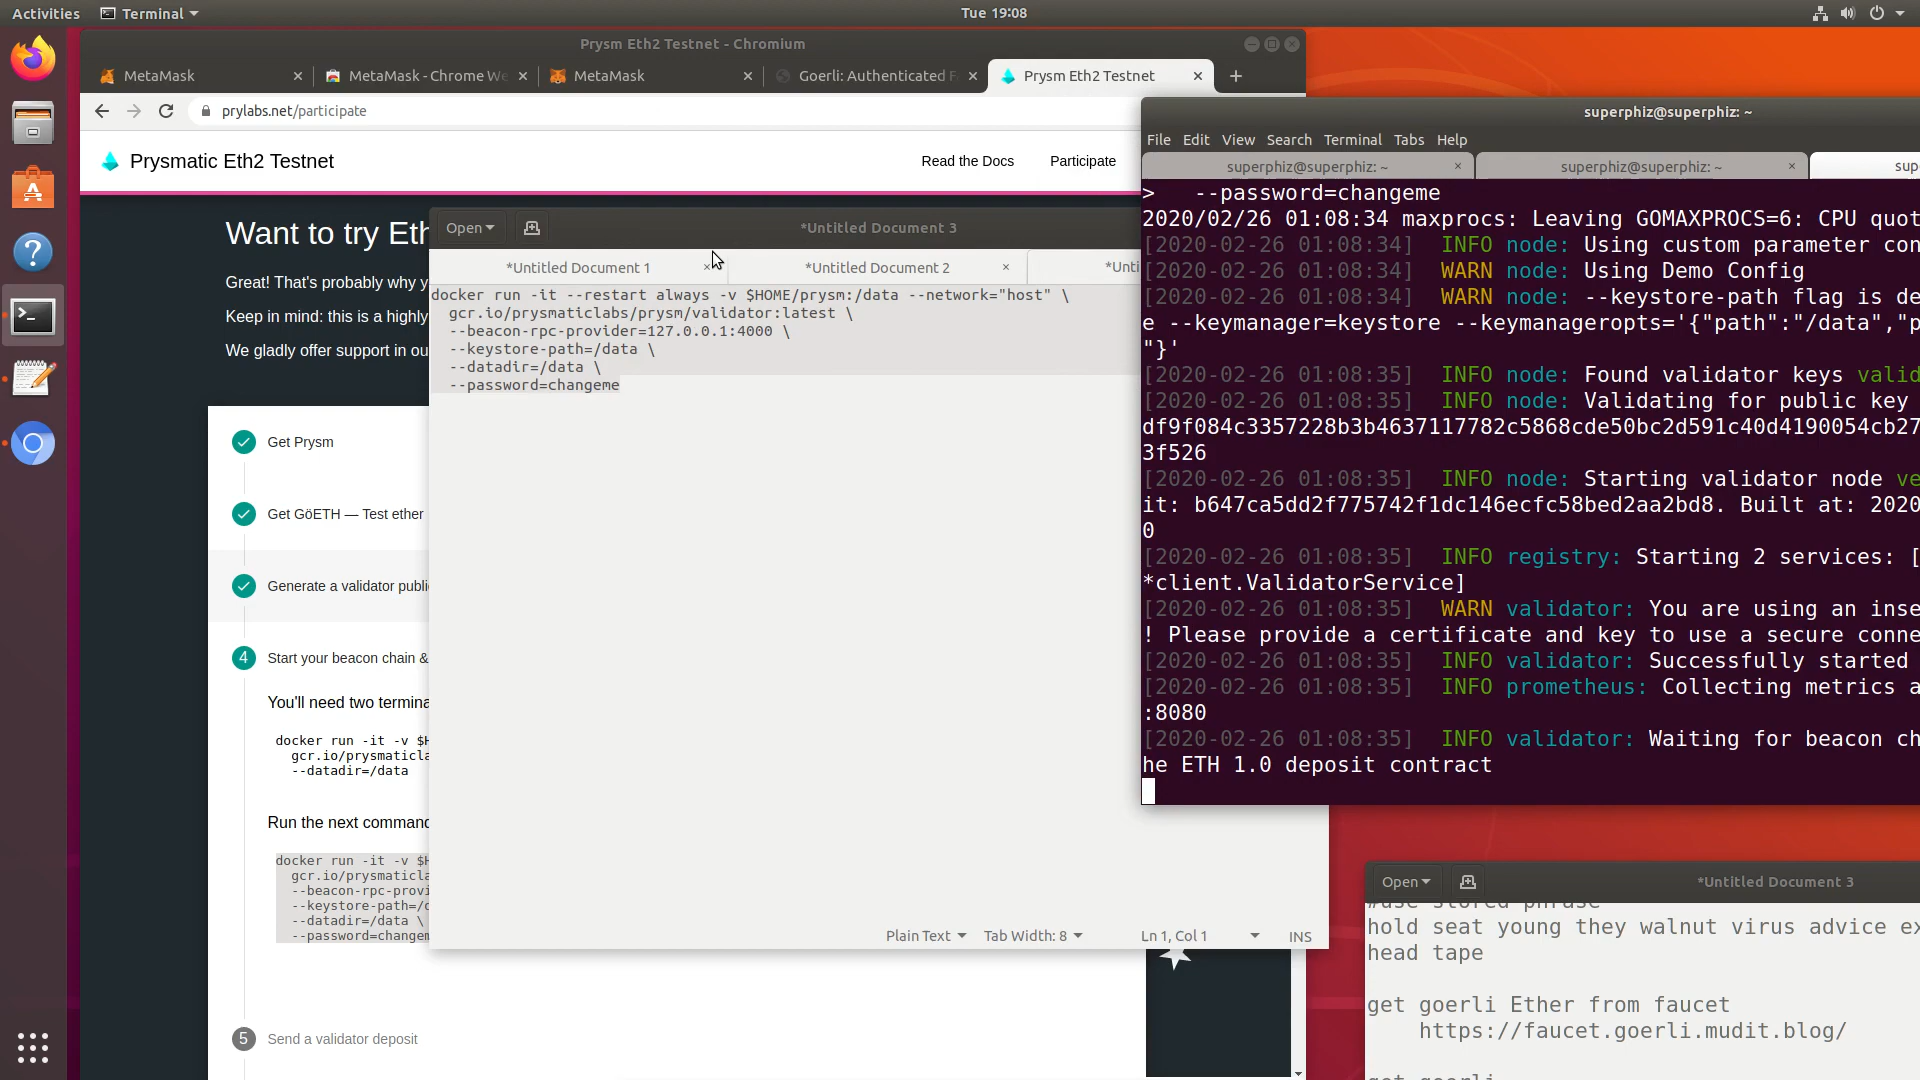 Activities
Terminal
Tue 19:08
Prysm Eth2 Testnet - Chromium
MetaMask
MetaMask - Chrome We
MetaMask
Goerli: Authenticated F
Prysm Eth2 Testnet
prylabs.net/participate
Prysmatic Eth2 Testnet
Read the Docs
Participate
Want to try Eth
Great! That's probably why y
Keep in mind: this is a highly
We gladly offer support in ou
Get Prysm
Get GöETH — Test ether
Generate a validator public
4
Start your beacon chain &
You'll need two termina
docker run -it -v $H
gcr.io/prysmaticla
--datadir=/data
Run the next command
docker run -it -v $H
gcr.io/prysmaticla
--beacon-rpc-provi
--keystore-path=/d
--datadir=/data \
--password=changem
5
Send a validator deposit
Open
*Untitled Document 3
*Untitled Document 1
*Untitled Document 2
*Unti
docker run -it --restart always -v $HOME/prysm:/data --network="host" \
gcr.io/prysmaticlabs/prysm/validator:latest \
--beacon-rpc-provider=127.0.0.1:4000 \
--keystore-path=/data \
--datadir=/data \
--password=changeme
Plain Text
Tab Width: 8
Ln 1, Col 1
INS
superphiz@superphiz: ~
File Edit View Search Terminal Tabs Help
superphiz@superphiz: ~
superphiz@superphiz: ~
sup
> --password=changeme
2020/02/26 01:08:34 maxprocs: Leaving GOMAXPROCS=6: CPU quot
[2020-02-26 01:08:34] INFO node: Using custom parameter con
[2020-02-26 01:08:34] WARN node: Using Demo Config
[2020-02-26 01:08:34] WARN node: --keystore-path flag is de
e --keymanager=keystore --keymanageropts='{"path":"/data","p
"}'
[2020-02-26 01:08:35] INFO node: Found validator keys valid
[2020-02-26 01:08:35] INFO node: Validating for public key
df9f084c3357228b3b4637117782c5868cde50bc2d591c40d4190054cb27
3f526
[2020-02-26 01:08:35] INFO node: Starting validator node ve
it: b647ca5dd2f775742f1dc146ecfc58bed2aa2bd8. Built at: 2020
0
[2020-02-26 01:08:35] INFO registry: Starting 2 services: [
*client.ValidatorService]
[2020-02-26 01:08:35] WARN validator: You are using an inse
! Please provide a certificate and key to use a secure conne
[2020-02-26 01:08:35] INFO validator: Successfully started
[2020-02-26 01:08:35] INFO prometheus: Collecting metrics a
:8080
[2020-02-26 01:08:35] INFO validator: Waiting for beacon ch
he ETH 1.0 deposit contract
Open
*Untitled Document 3
#use stored phrase
hold seat young they walnut virus advice ex
head tape
get goerli Ether from faucet
https://faucet.goerli.mudit.blog/
get goerli